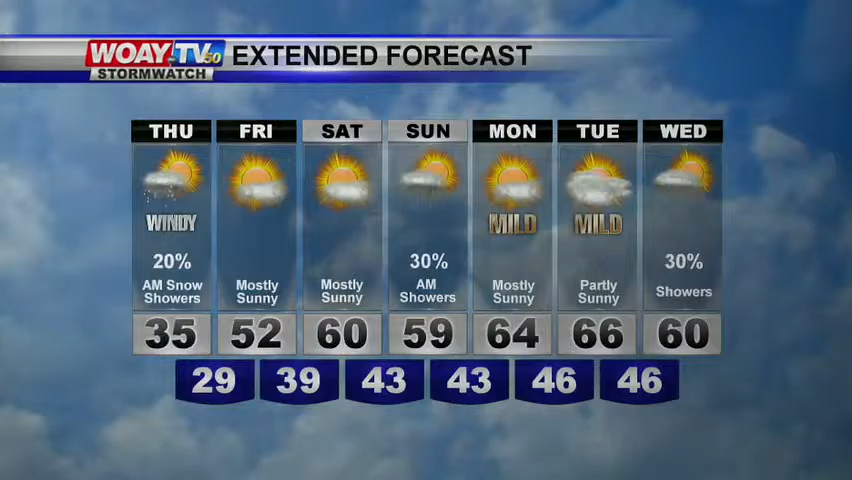 WOAY-TV 50 EXTENDED FORECAST
STORMWATCH
THU FRI SAT SUN MON TUE WED
WINDY MILD MILD
20% 30% 30%
AM Snow Showers
Mostly Sunny
Mostly Sunny
AM Showers
Mostly Sunny
Partly Sunny
Showers
35 52 60 59 64 66 60
29 39 43 43 46 46